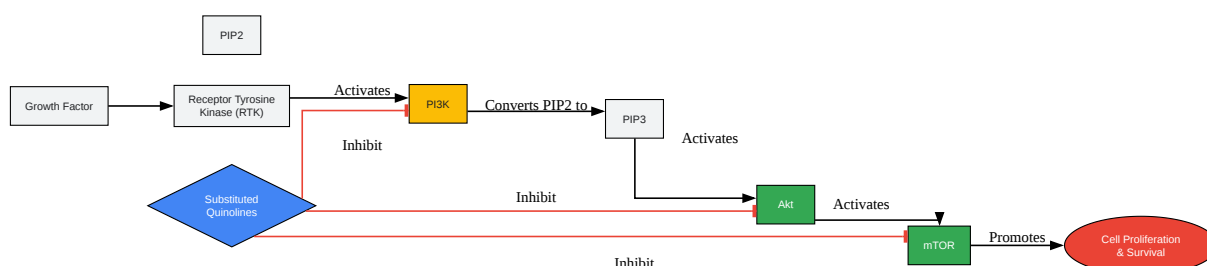 PIP2
Growth Factor
Receptor Tyrosine
Kinase (RTK)
Activates
PI3K
Converts PIP2 to
PIP3
Activates
Inhibit
Substituted
Quinolines
Inhibit
Akt
Activates
mTOR
Promotes
Cell Proliferation
& Survival
Inhibit